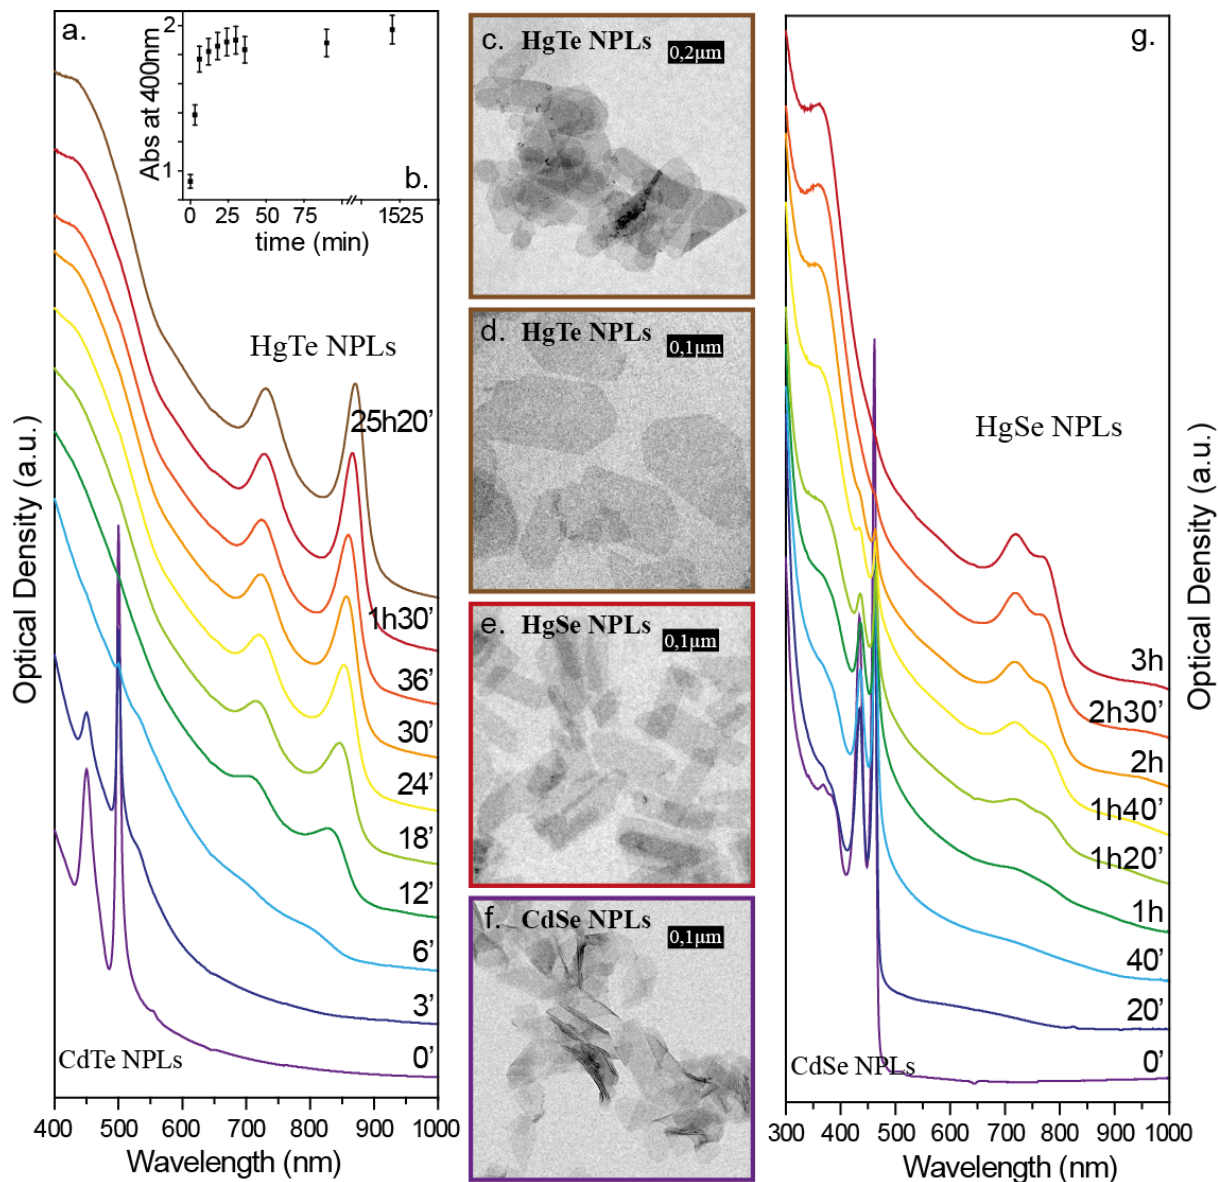 a.
Optical Density (a.u.)
HgTe NPLs
25h20'
1h30'
36'
30'
24'
18'
12'
6'
3'
0'
CdTe NPLs
400 500 600 700 800 900 1000
Wavelength (nm)
b.
Abs at 400nm
2
1
0 25 50 75 1525
time (min)
c. HgTe NPLs
0,2µm
d. HgTe NPLs
0,1µm
e. HgSe NPLs
0,1µm
f. CdSe NPLs
0,1µm
g.
HgSe NPLs
3h
2h30'
2h
1h40'
1h20'
1h
40'
20'
0'
CdSe NPLs
300 400 500 600 700 800 900 1000
Wavelength (nm)
Optical Density (a.u.)